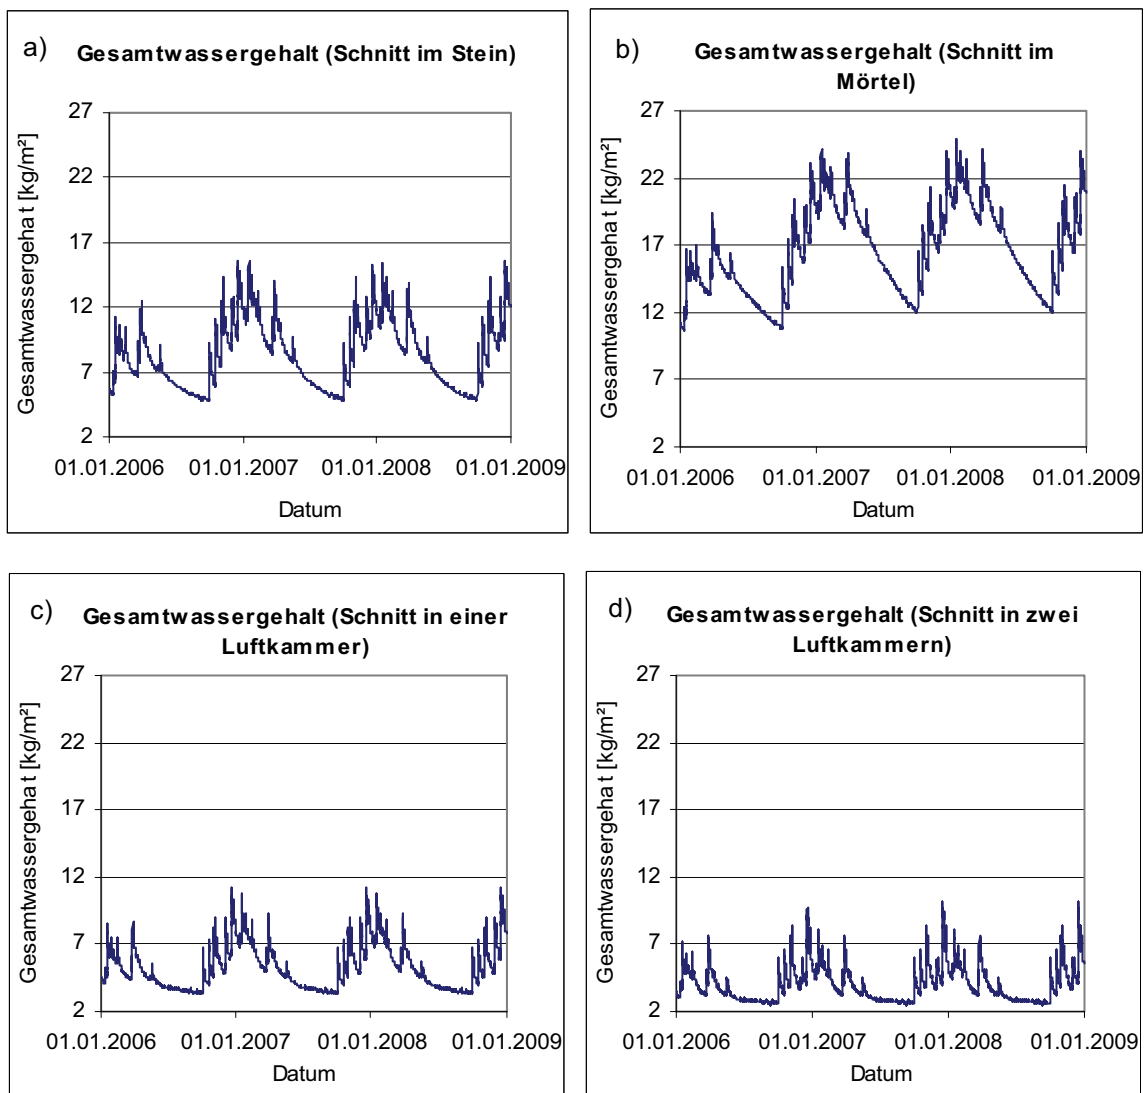 a)
Gesamtwassergehalt (Schnitt im Stein)
27
22
17
12
7
2
Gesamtwassergehat [kg/m²]
01.01.2006
01.01.2007
01.01.2008
01.01.2009
Datum
b)
Gesamtwassergehalt (Schnitt im
Mörtel)
27
22
17
12
7
2
Gesamtwassergehat [kg/m²]
01.01.2006
01.01.2007
01.01.2008
01.01.2009
Datum
c)
Gesamtwassergehalt (Schnitt in einer
Luftkammer)
27
22
17
12
7
2
Gesamtwassergehat [kg/m²]
01.01.2006
01.01.2007
01.01.2008
01.01.2009
Datum
d)
Gesamtwassergehalt (Schnitt in zwei
Luftkammern)
27
22
17
12
7
2
Gesamtwassergehat [kg/m²]
01.01.2006
01.01.2007
01.01.2008
01.01.2009
Datum